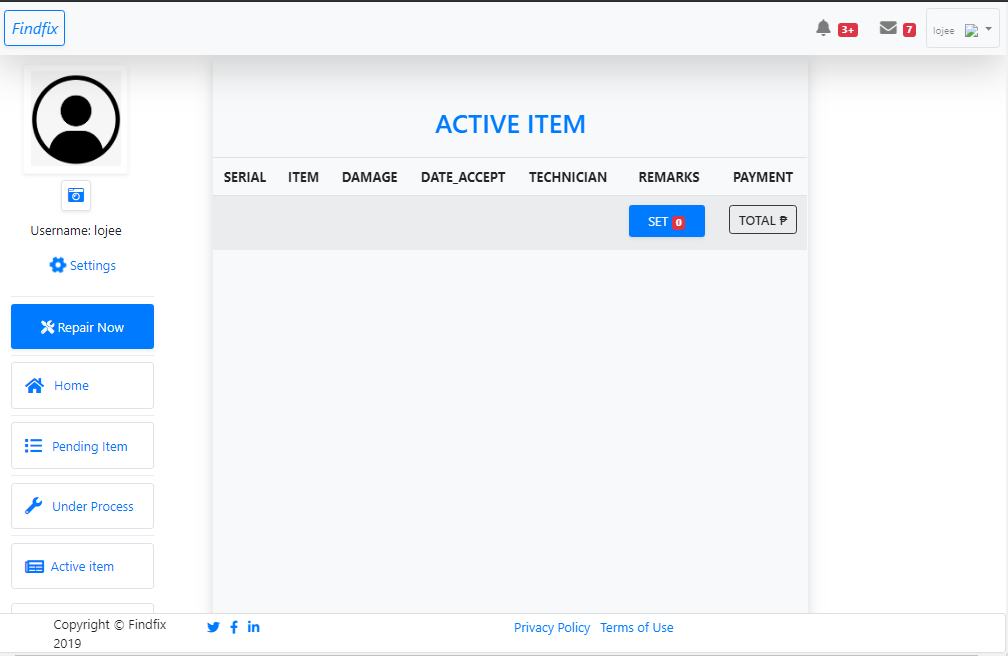 Findfix
3+
7
lojee
Username: lojee
Settings
Repair Now
Home
Pending Item
Under Process
Active item
ACTIVE ITEM
SERIAL ITEM DAMAGE DATE_ACCEPT TECHNICIAN REMARKS PAYMENT
SET 0 TOTAL ₱
Copyright © Findfix
2019
Privacy Policy Terms of Use